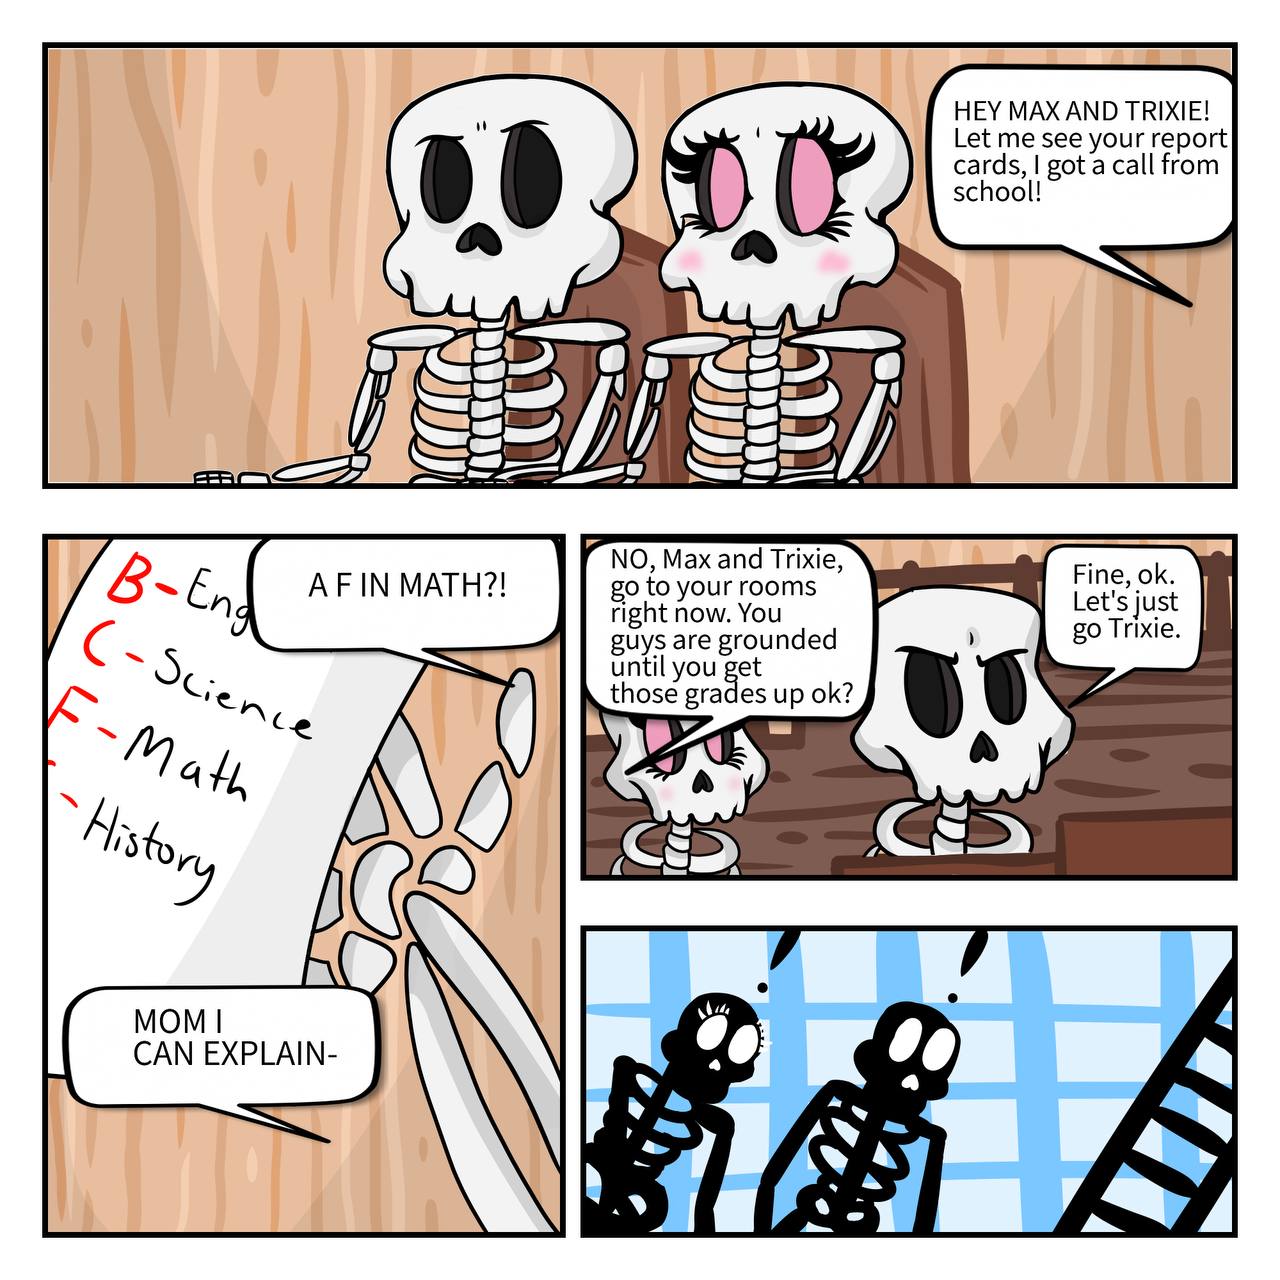 HEY MAX AND TRIXIE!
Let me see your report
cards, I got a call from
school!
A F IN MATH?!
B - Eng
C - Science
F - Math
- History
MOM I
CAN EXPLAIN-
NO, Max and Trixie,
go to your rooms
right now. You
guys are grounded
until you get
those grades up ok?
Fine, ok.
Let's just
go Trixie.